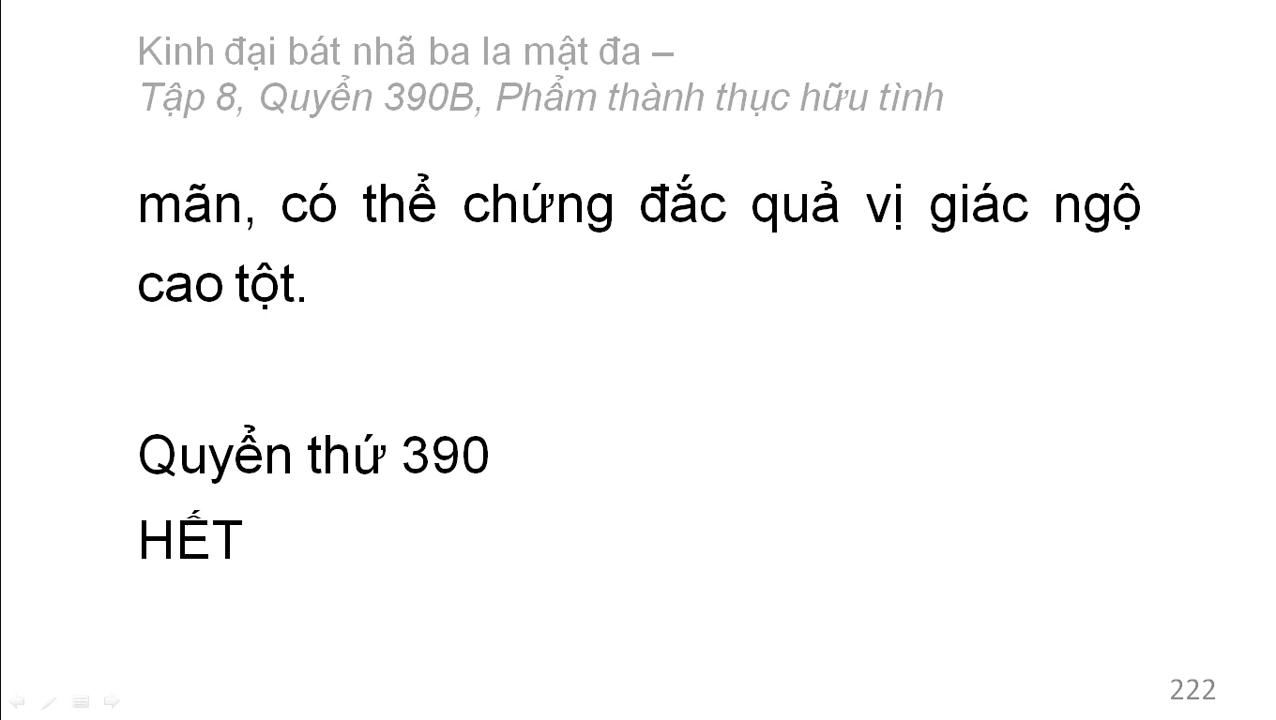 Kinh đại bát nhã ba la mật đa –
Tập 8, Quyển 390B, Phẩm thành thục hữu tình
mãn, có thể chứng đắc quả vị giác ngộ
cao tột.
Quyển thứ 390
HẾT
222